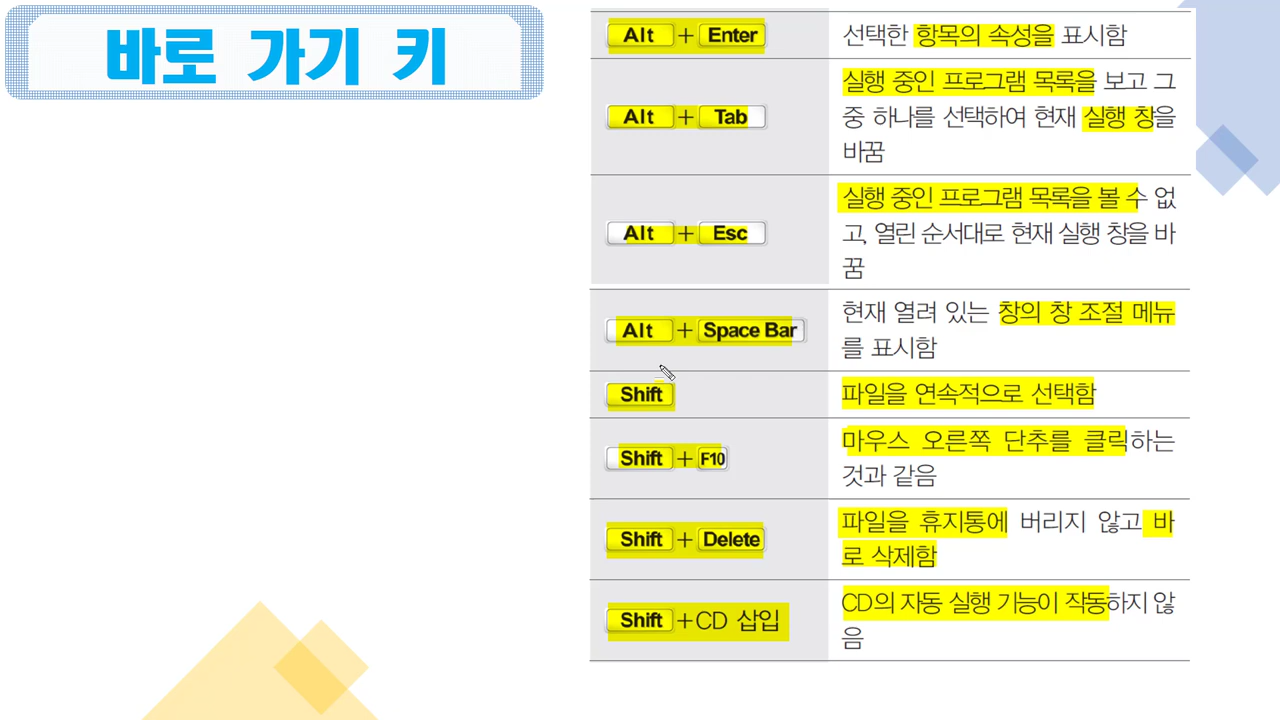 바로 가기 키
Alt + Enter
선택한 항목의 속성을 표시함
Alt + Tab
실행 중인 프로그램 목록을 보고 그
중 하나를 선택하여 현재 실행 창을
바꿈
Alt + Esc
실행 중인 프로그램 목록을 볼 수 없
고, 열린 순서대로 현재 실행 창을 바
꿈
Alt + Space Bar
현재 열려 있는 창의 창 조절 메뉴
를 표시함
Shift
파일을 연속적으로 선택함
Shift + F10
마우스 오른쪽 단추를 클릭하는
것과 같음
Shift + Delete
파일을 휴지통에 버리지 않고 바
로 삭제함
Shift +CD 삽입
CD의 자동 실행 기능이 작동하지 않
음